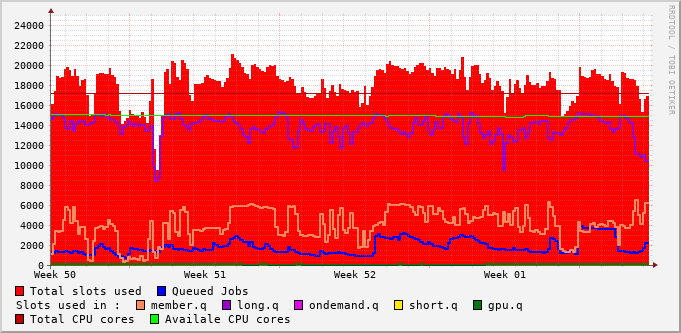 24000
22000
20000
18000
16000
14000
12000
10000
8000
6000
4000
2000
0
Week 50 Week 51 Week 52 Week 01
RRDTOOL / TOBI OETIKER
Total slots used Queued Jobs
Slots used in : member.q long.q ondemand.q short.q gpu.q
Total CPU cores Availale CPU cores